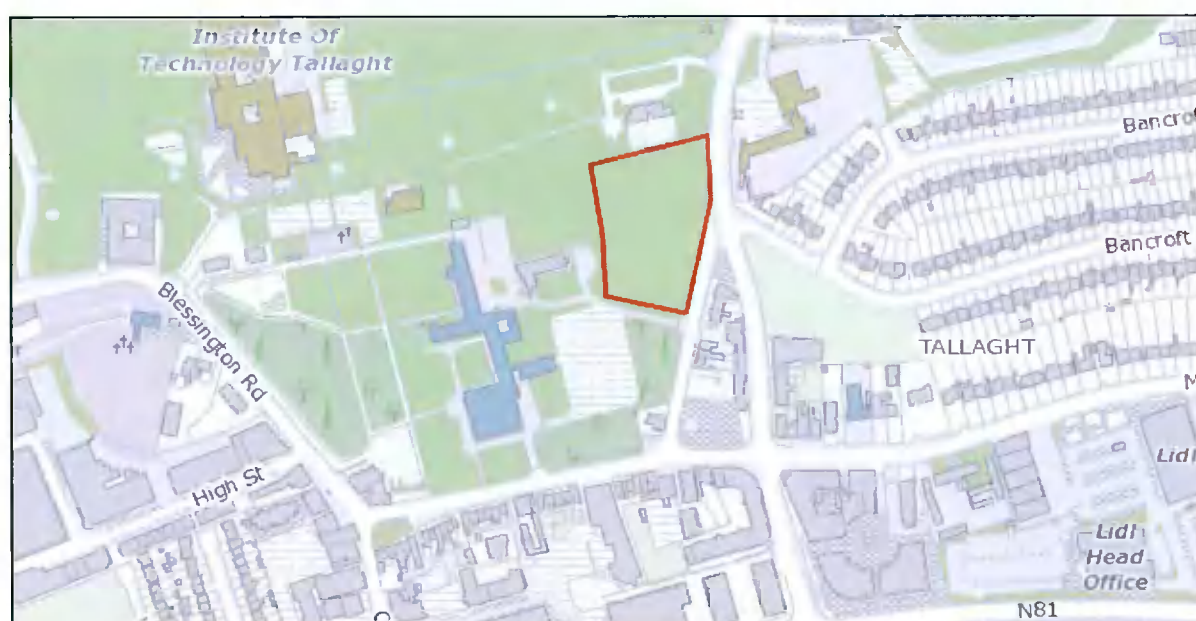 Institute Of
Technology Tallaght
Bancroft
Bancroft
Blessington Rd
TALLAGHT
High St
Lidl
Lidl
Head
Office
N81